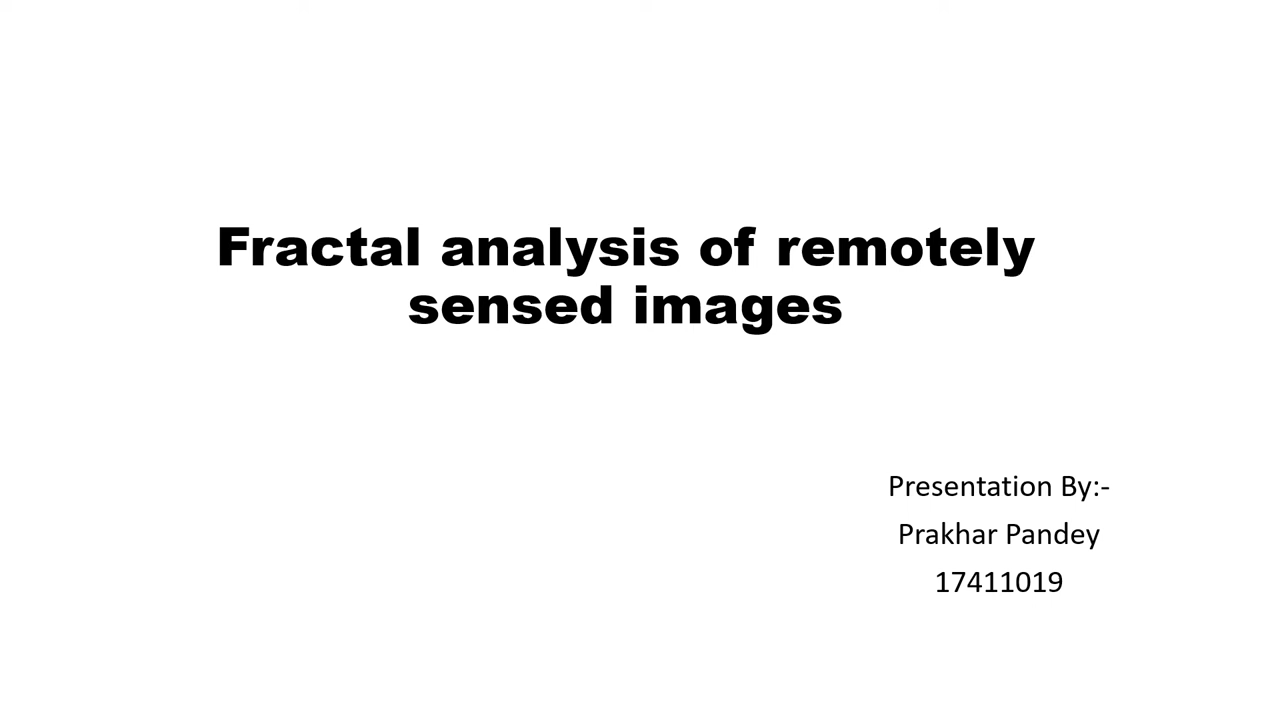 Fractal analysis of remotely
sensed images
Presentation By:-
Prakhar Pandey
17411019